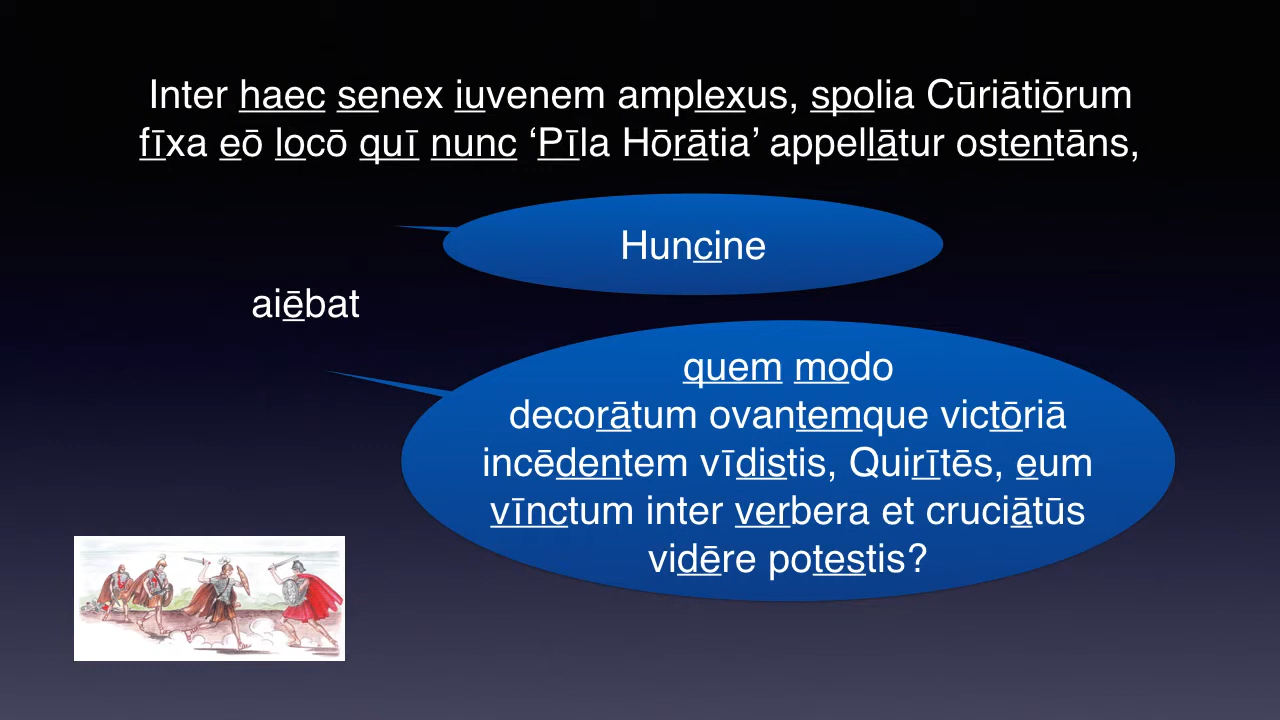 Inter haec senex iuvenem amplexus, spolia Cūriātiōrum
fīxa eō locō quī nunc ‘Pīla Hōrātia’ appellātur ostentāns,
Huncine
aiēbat
quem modo
decorātum ovantemque victōriā
incēdentem vīdistis, Quirītēs, eum
vīnctum inter verbera et cruciātūs
vidēre potestis?